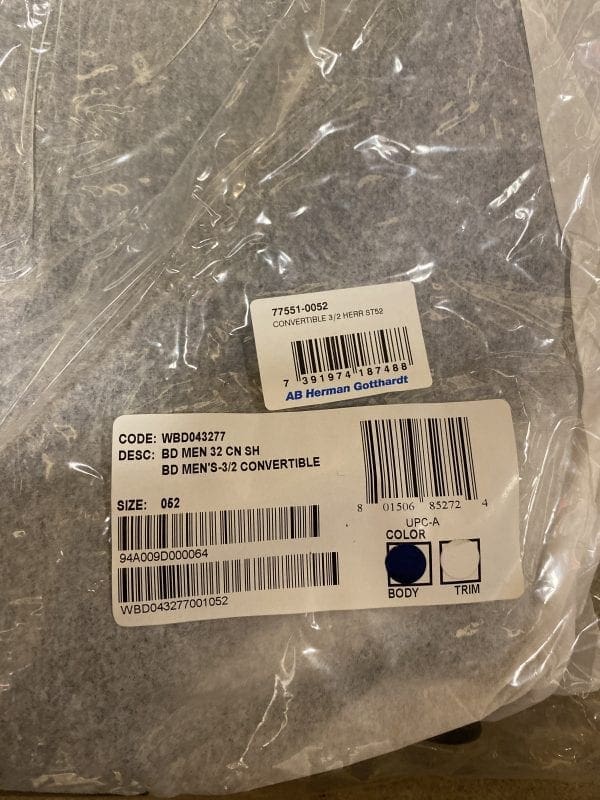 77551-0052
CONVERTIBLE 3/2 HERR ST52
7 391974 187488
AB Herman Gotthardt
CODE: WBD043277
DESC: BD MEN 32 CN SH
BD MEN'S-3/2 CONVERTIBLE
SIZE: 052
94A009D000064
WBD043277001052
8 01506 85272 4
UPC-A
COLOR
BODY TRIM